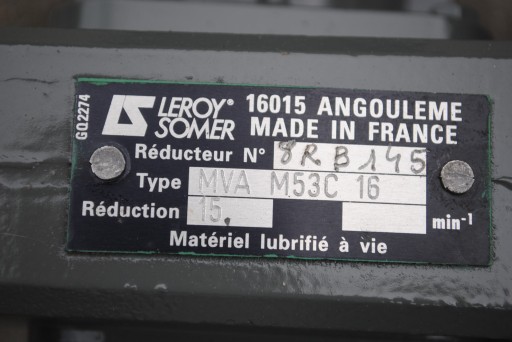 GQ2274
LEROY®
SOMER
16015 ANGOULEME
MADE IN FRANCE
Réducteur N° 8RB145
Type MVA M53C 16
Réduction 15. min-1
Matériel lubrifié à vie